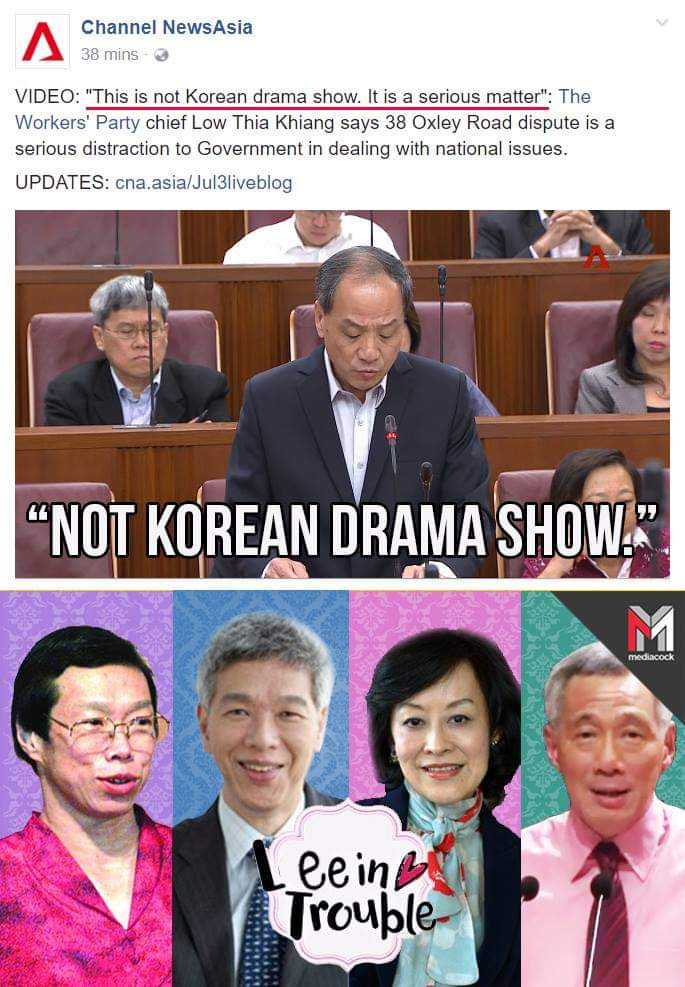 Channel NewsAsia
38 mins ·
VIDEO: "This is not Korean drama show. It is a serious matter": The
Workers' Party chief Low Thia Khiang says 38 Oxley Road dispute is a
serious distraction to Government in dealing with national issues.
UPDATES: cna.asia/Jul3liveblog
“NOT KOREAN DRAMA SHOW.”
M
mediacock
Lee in
Trouble